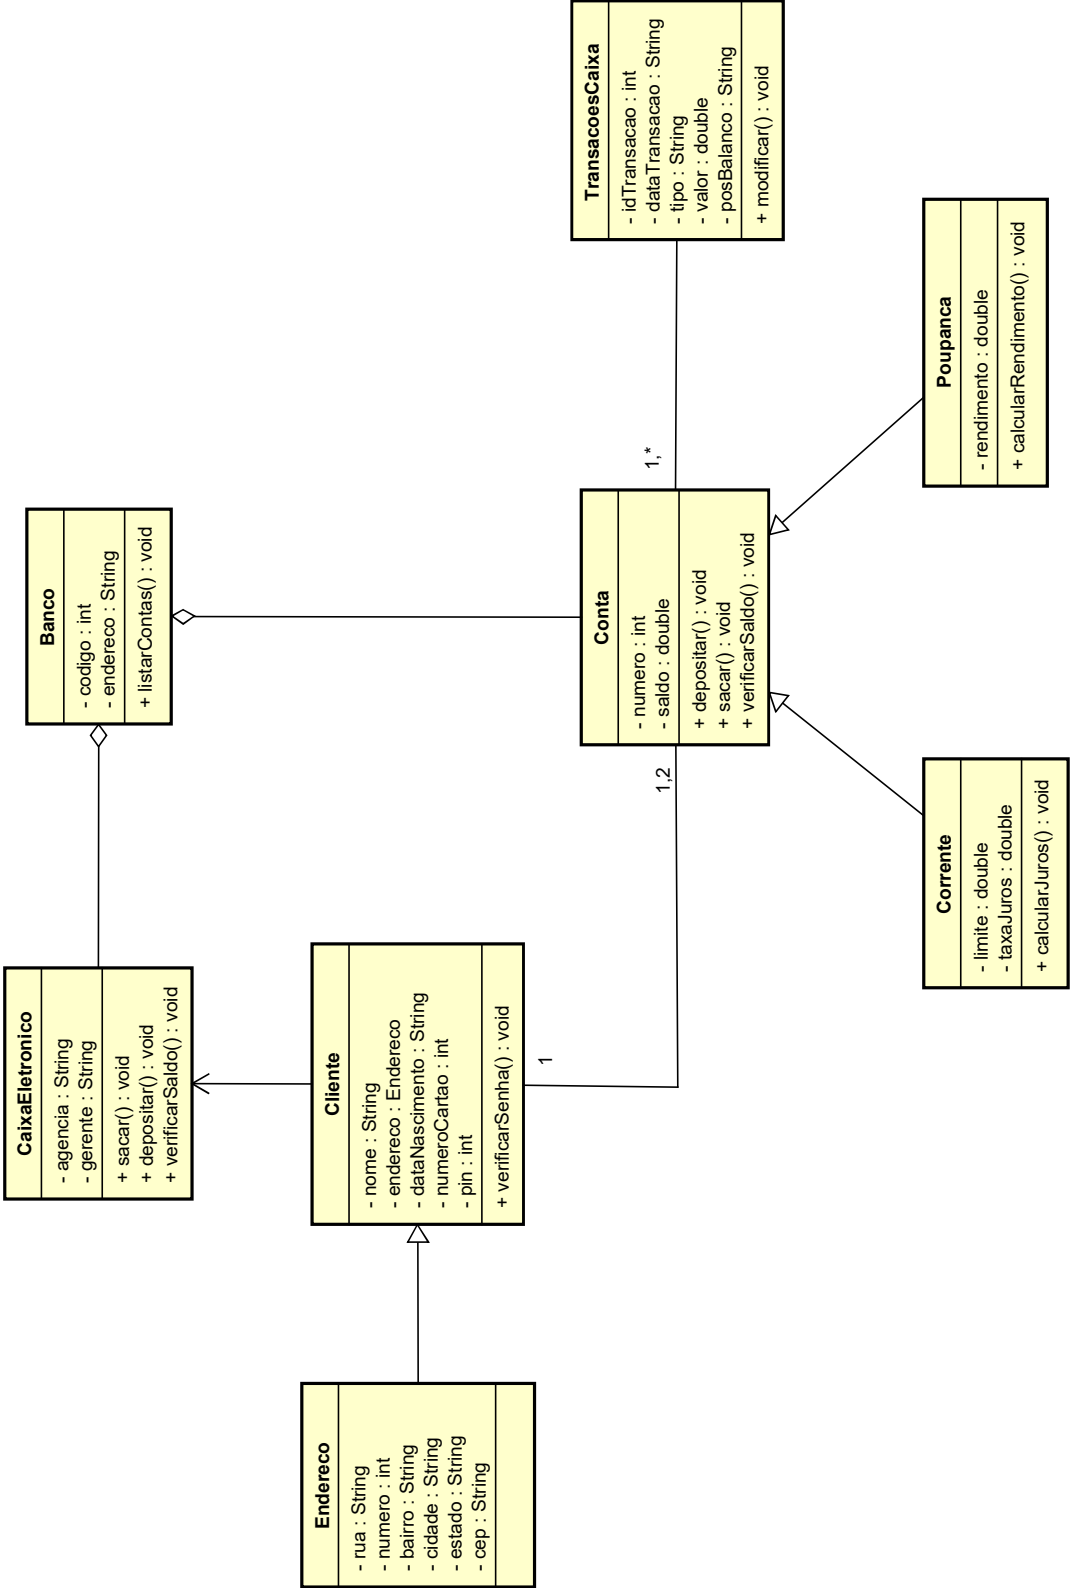 Endereco
- rua : String
- numero : int
- bairro : String
- cidade : String
- estado : String
- cep : String
CaixaEletronico
- agencia : String
- gerente : String
+ sacar() : void
+ depositar() : void
+ verificarSaldo() : void
Cliente
- nome : String
- endereco : Endereco
- dataNascimento : String
- numeroCartao : int
- pin : int
+ verificarSenha() : void
1
1,2
Banco
- codigo : int
- endereco : String
+ listarContas() : void
Conta
- numero : int
- saldo : double
+ depositar() : void
+ sacar() : void
+ verificarSaldo() : void
1,*
Corrente
- limite : double
- taxaJuros : double
+ calcularJuros() : void
TransacoesCaixa
- idTransacao : int
- dataTransacao : String
- tipo : String
- valor : double
- posBalanco : String
+ modificar() : void
Poupanca
- rendimento : double
+ calcularRendimento() : void